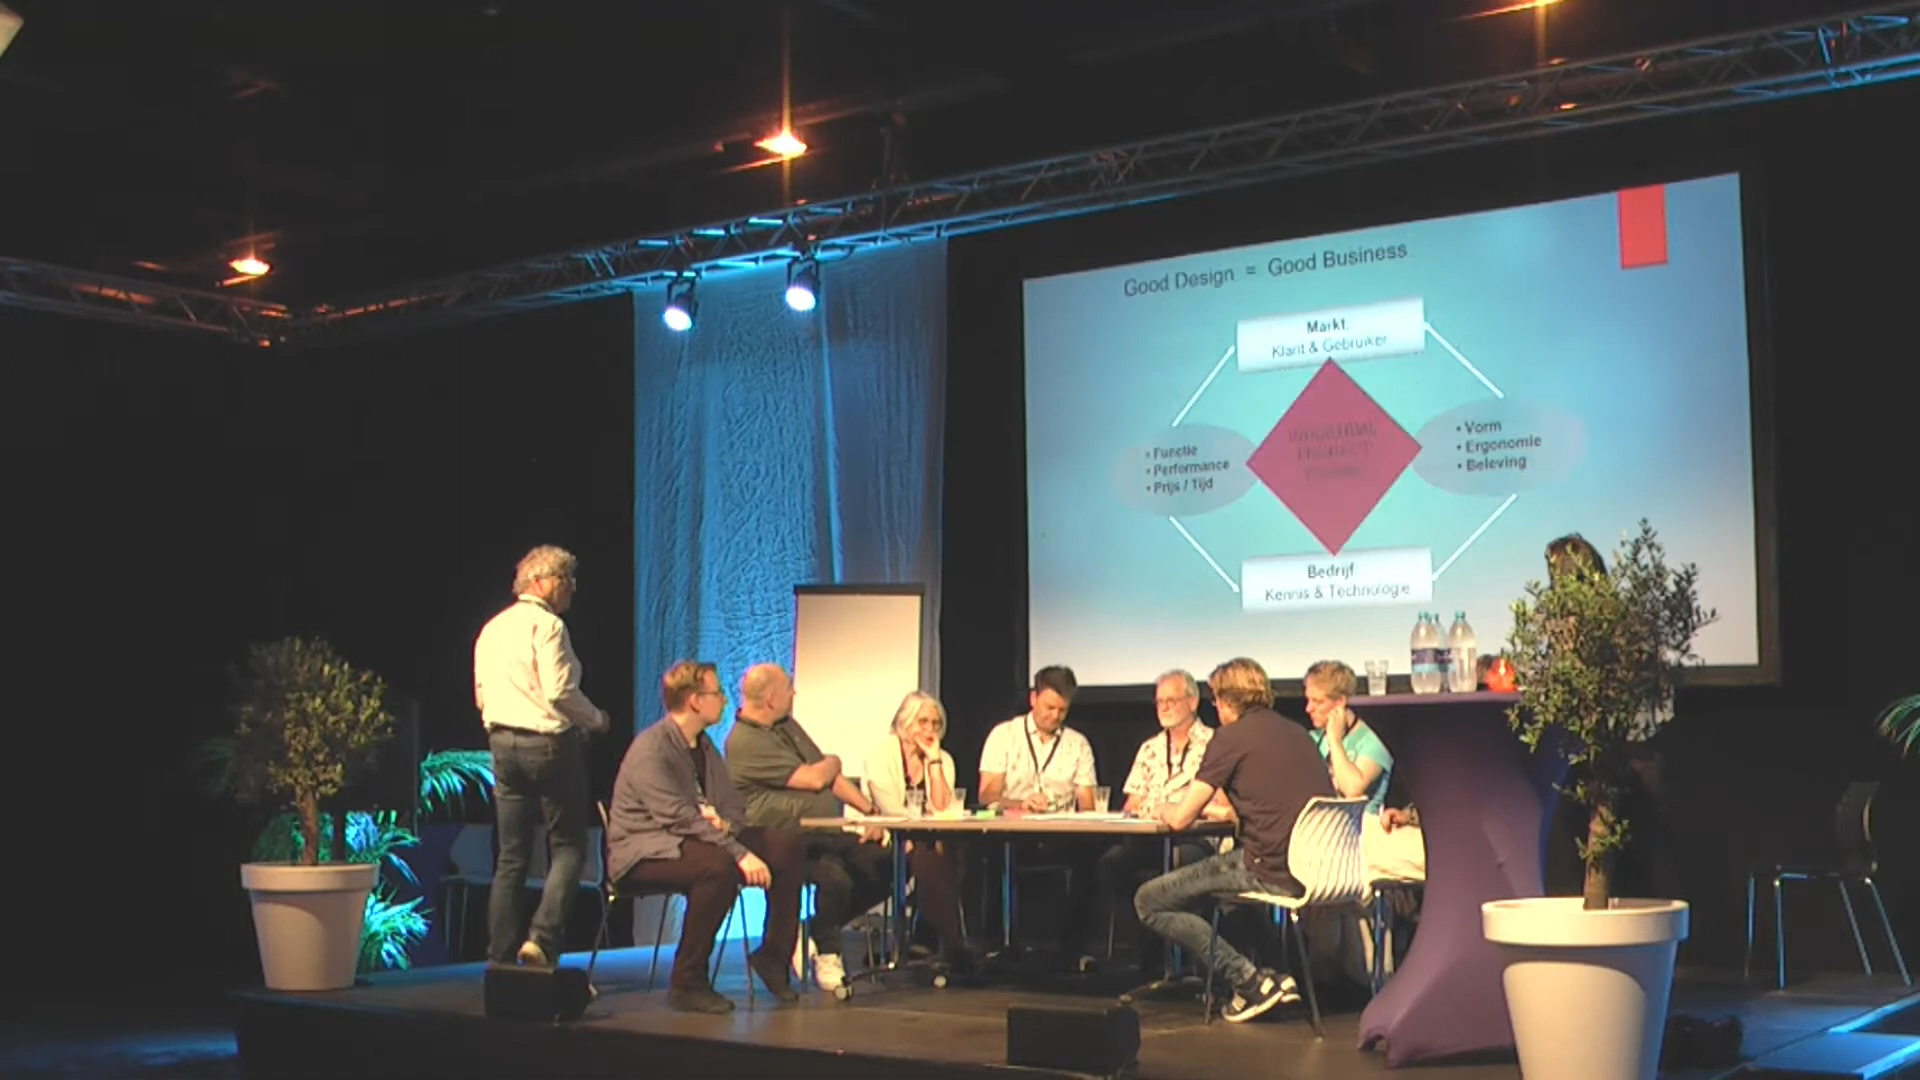 Good Design = Good Business
Markt
Klant & Gebruiker
• Functie
• Performance
• Prijs / Tijd
• Vorm
• Ergonomie
• Beleving
Bedrijf
Kennis & Technologie